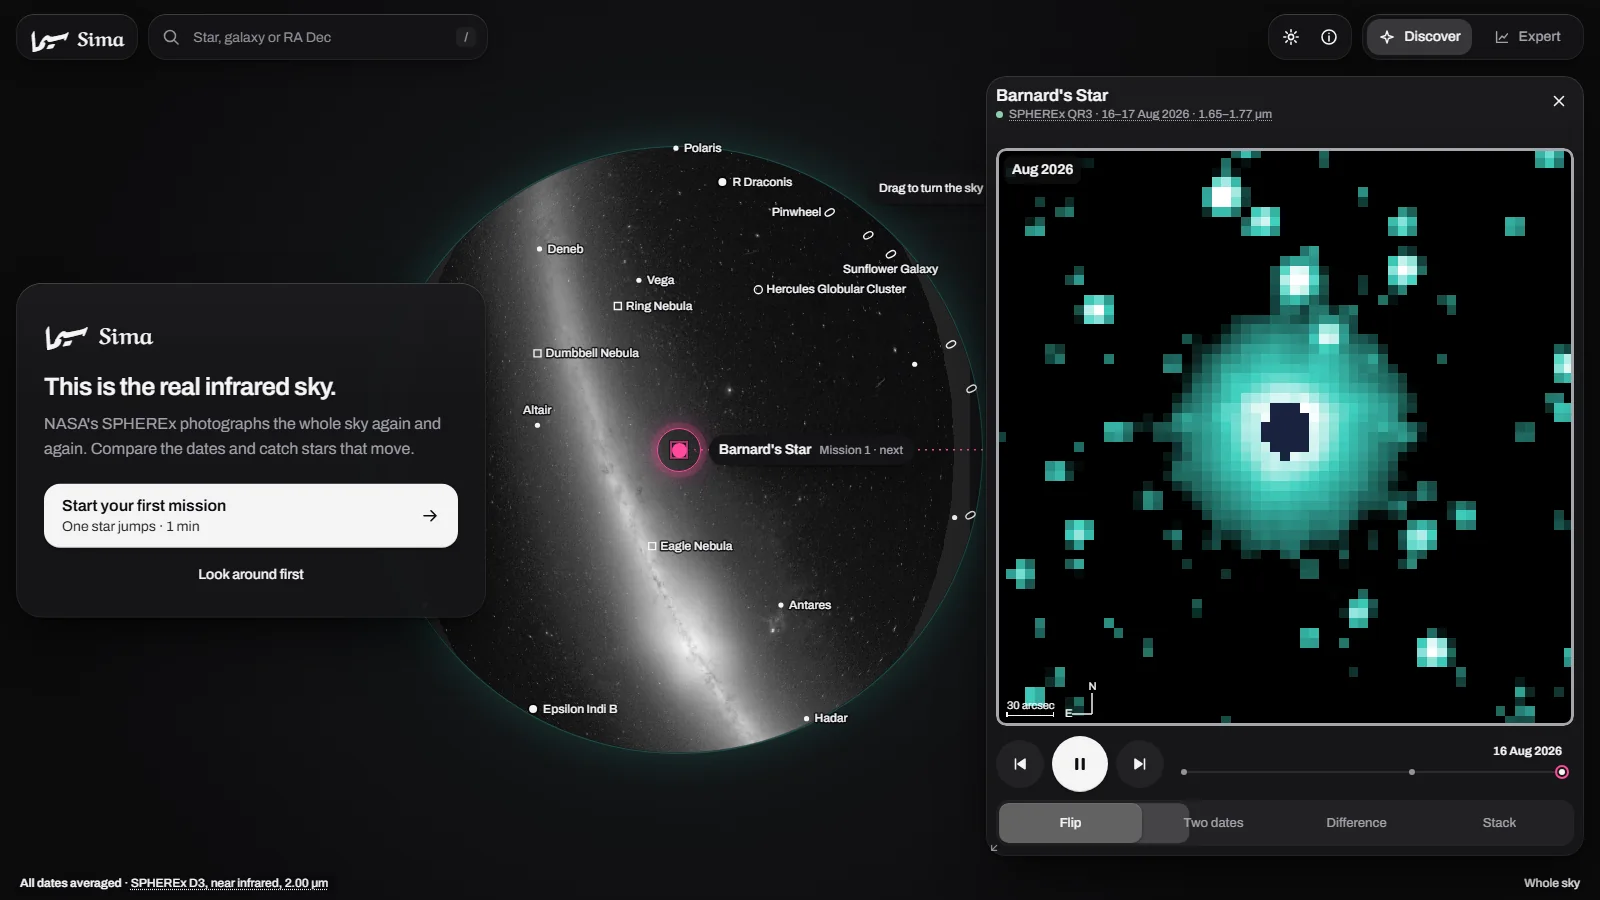 Sima
Star, galaxy or RA Dec
/
Discover
Expert
Barnard's Star
SPHEREx QR3 · 16–17 Aug 2026 · 1.65–1.77 µm
Aug 2026
Polaris
R Draconis
Drag to turn the sky
Pinwheel
Deneb
Sunflower Galaxy
Vega
Hercules Globular Cluster
Ring Nebula
Dumbbell Nebula
Altair
Barnard's Star Mission 1 · next
Eagle Nebula
Antares
Epsilon Indi B
Hadar
Sima
This is the real infrared sky.
NASA's SPHEREx photographs the whole sky again and
again. Compare the dates and catch stars that move.
Start your first mission
One star jumps · 1 min
Look around first
N
E
30 arcsec
16 Aug 2026
Flip
Two dates
Difference
Stack
All dates averaged · SPHEREx D3, near infrared, 2.00 µm
Whole sky